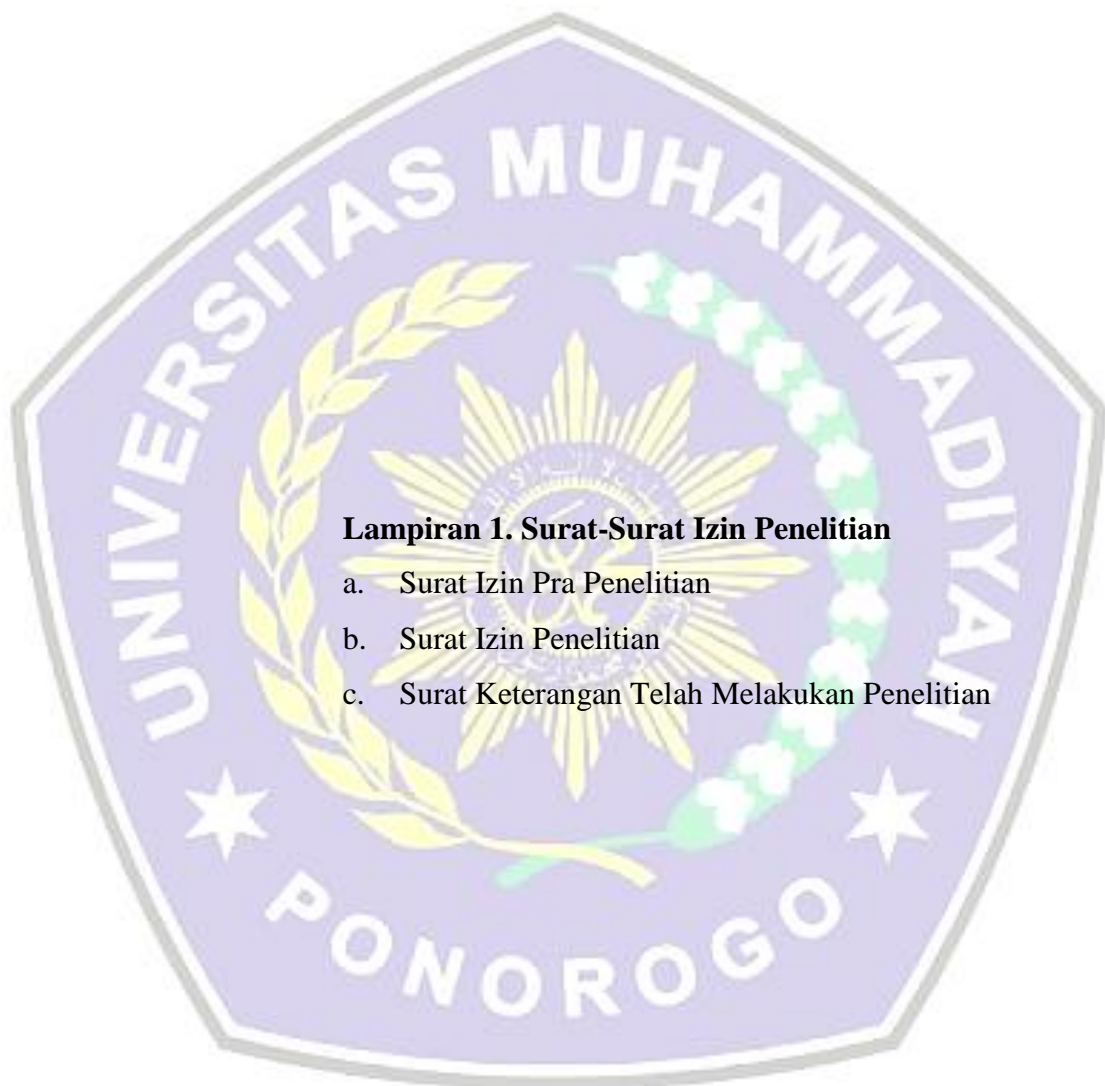 UNIVERSITAS MUHAMMADIYAH
Lampiran 1. Surat-Surat Izin Penelitian
a. Surat Izin Pra Penelitian
b. Surat Izin Penelitian
c. Surat Keterangan Telah Melakukan Penelitian
PONOROGO